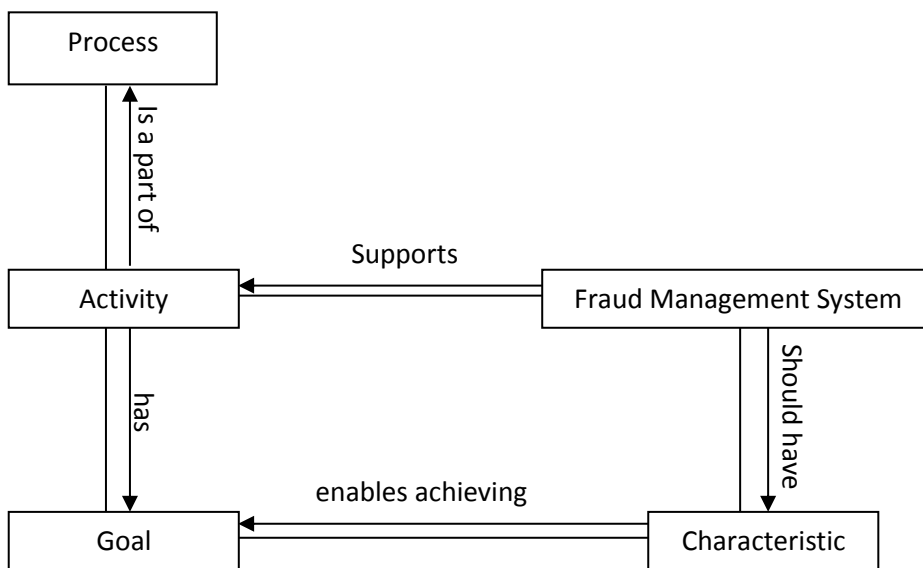 Process
Is a part of
Supports
Activity
Fraud Management System
has
Should have
enables achieving
Goal
Characteristic